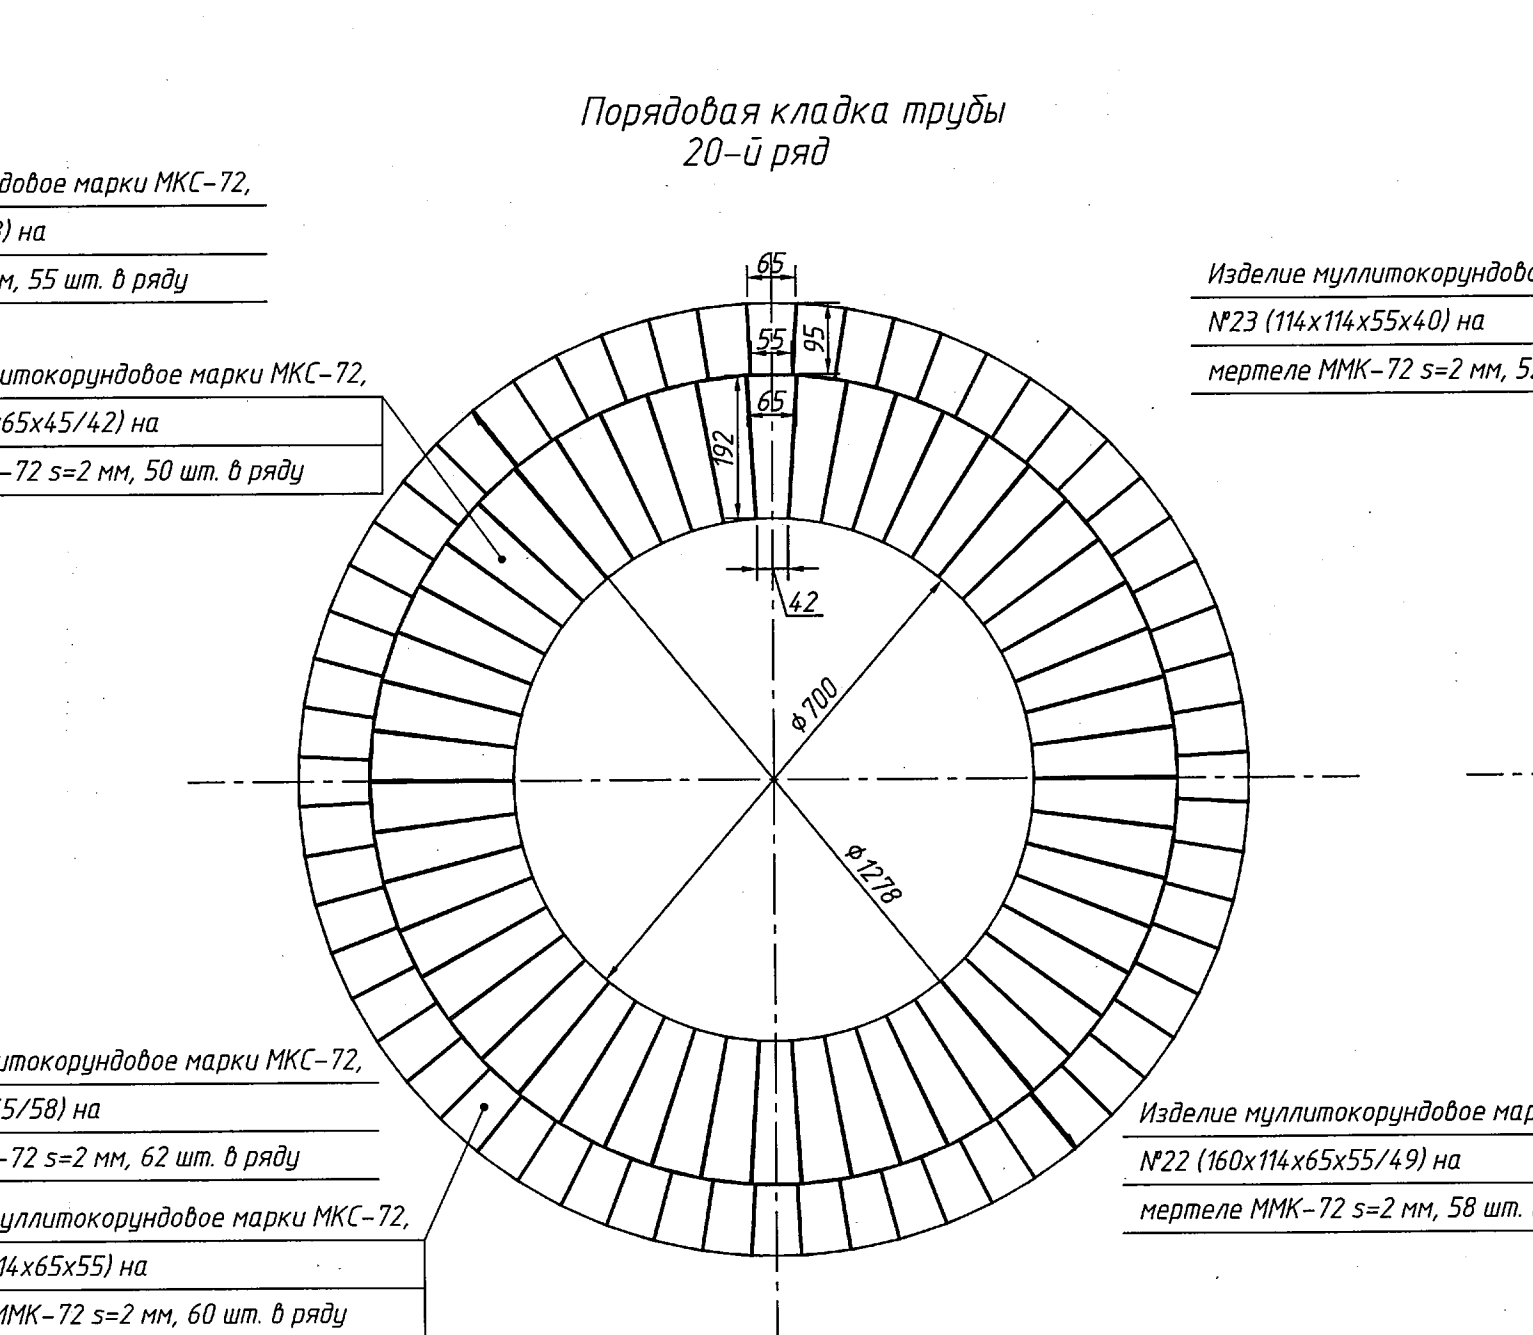 Порядовая кладка трубы
20-й ряд
довое марки МКС-72,
) на
м, 55 шт. в ряду
итокорундовое марки МКС-72,
х65х45/42) на
-72 s=2 мм, 50 шт. в ряду
Изделие муллитокорундово
№23 (114х114х55х40) на
мертеле ММК-72 s=2 мм, 5
65
55
95
65
192
42
ϕ700
ϕ1278
литокорундовое марки МКС-72,
5/58) на
-72 s=2 мм, 62 шт. в ряду
уллитокорундовое марки МКС-72,
14х65х55) на
ММК-72 s=2 мм, 60 шт. в ряду
Изделие муллитокорундовое мар
№22 (160х114х65х55/49) на
мертеле ММК-72 s=2 мм, 58 шт.